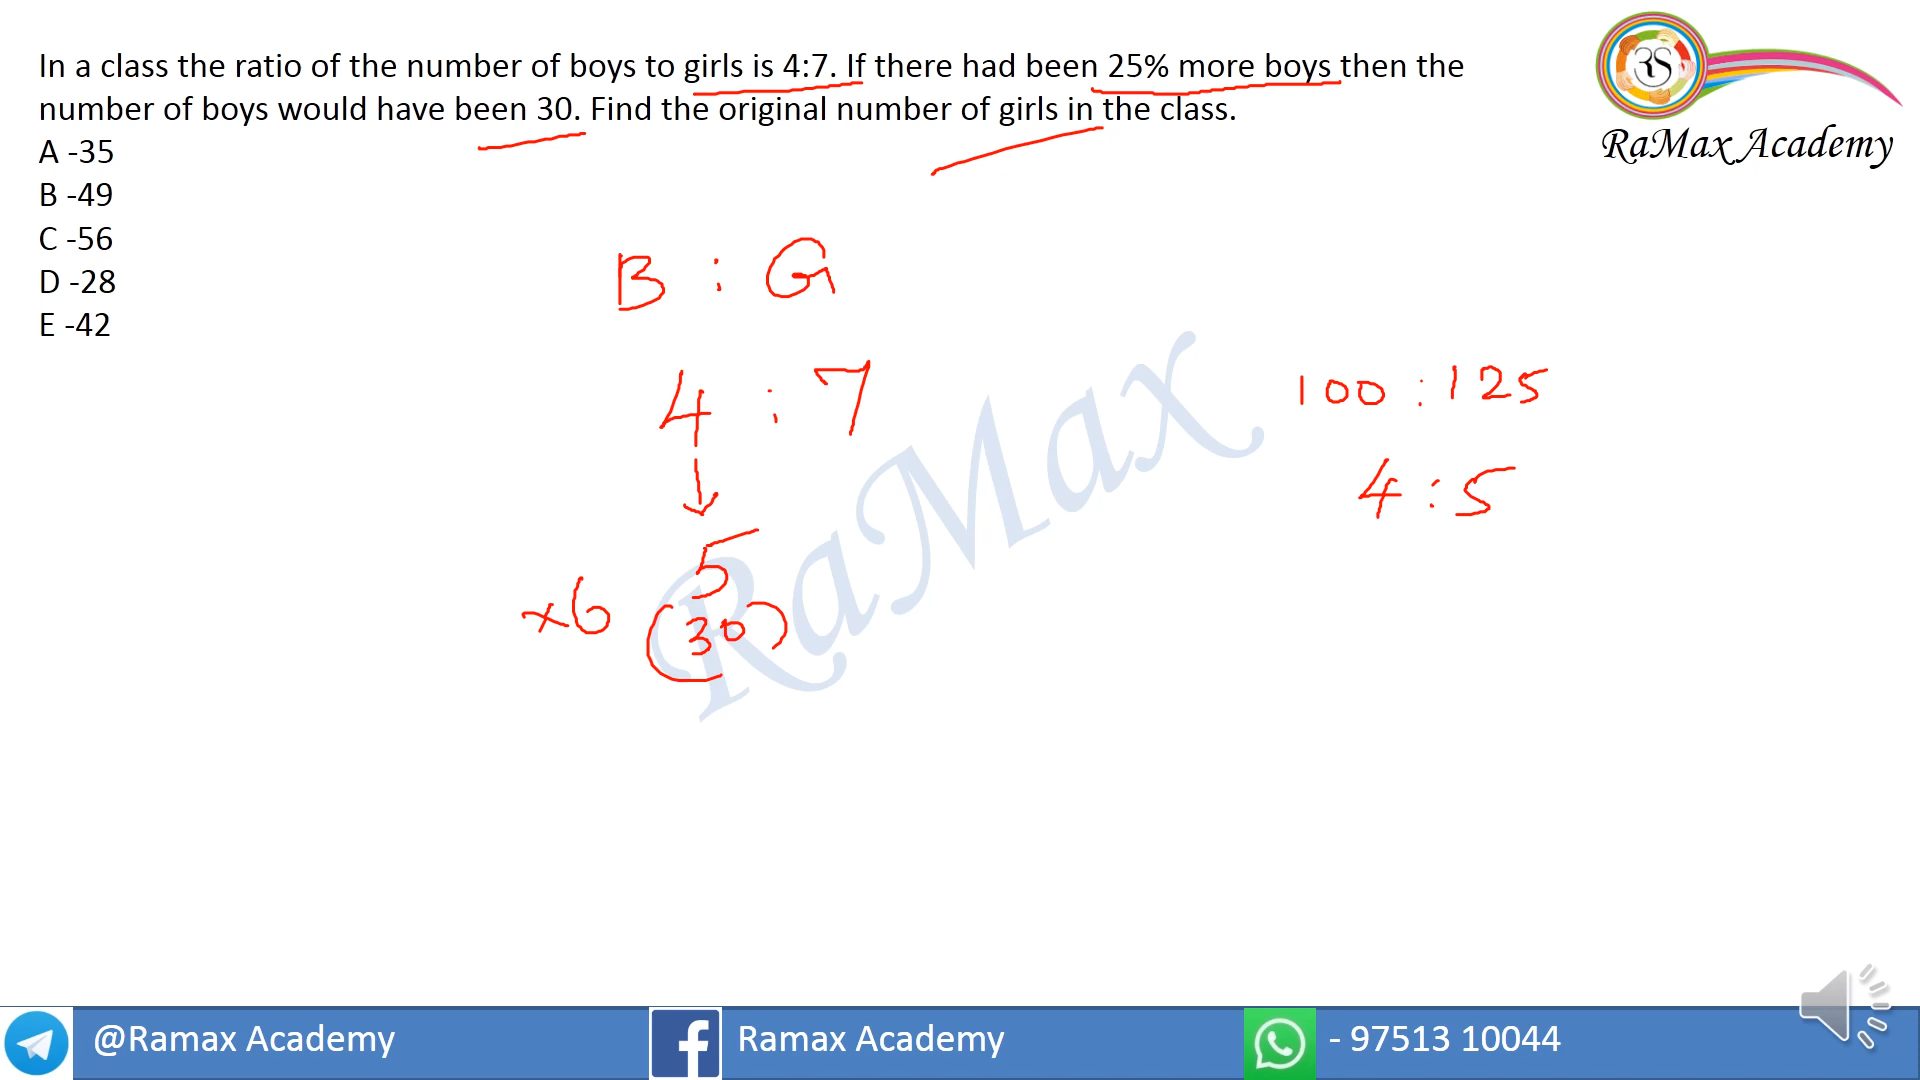 In a class the ratio of the number of boys to girls is 4:7. If there had been 25% more boys then the
number of boys would have been 30. Find the original number of girls in the class.
A -35
B -49
C -56
D -28
E -42
RS
RaMax Academy
B : G
4 : 7
100 : 125
4 : 5
5
×6
30
RaMax
@Ramax Academy
Ramax Academy
- 97513 10044